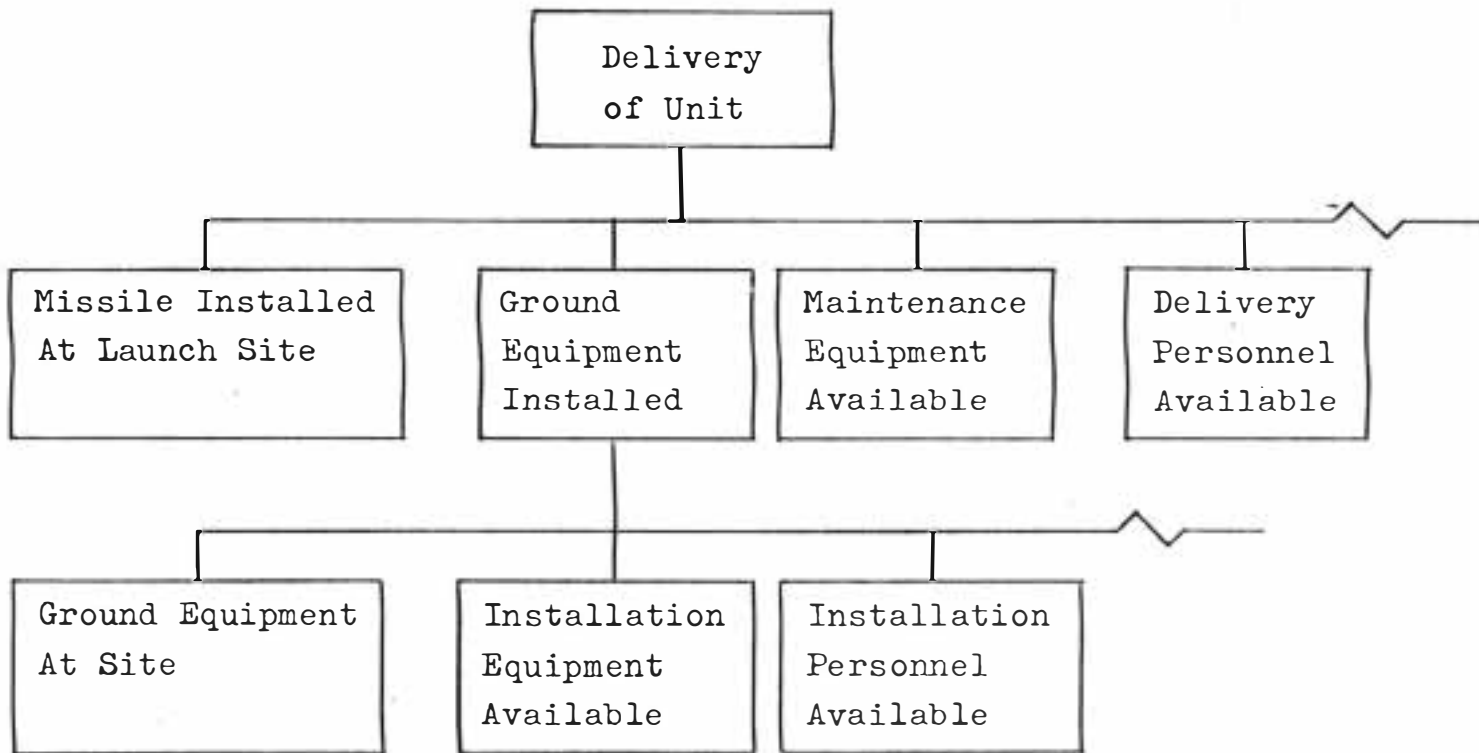 Delivery
of Unit
Missile Installed
At Launch Site
Ground
Equipment
Installed
Maintenance
Equipment
Available
Delivery
Personnel
Available
Ground Equipment
At Site
Installation
Equipment
Available
Installation
Personnel
Available